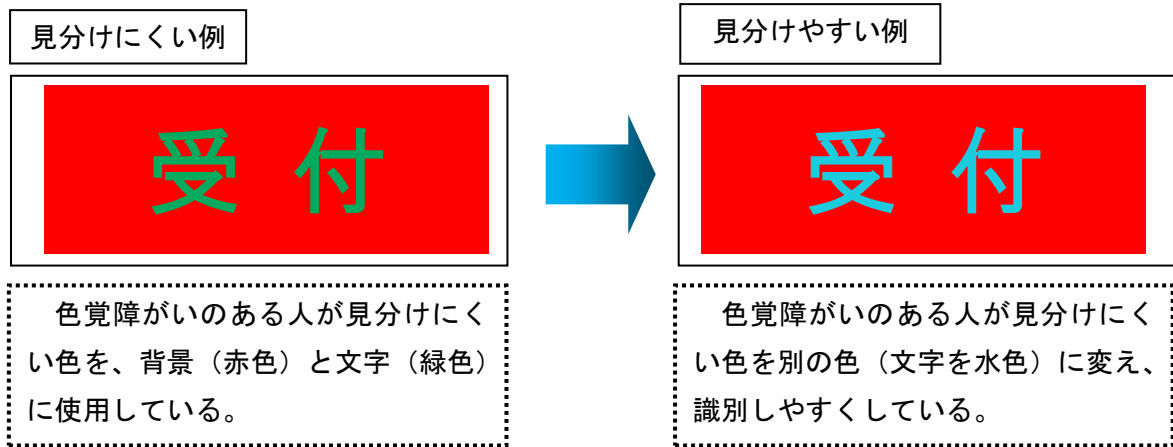 見分けにくい例
受 付
色覚障がいのある人が見分けにく
い色を、背景（赤色）と文字（緑色）
に使用している。
見分けやすい例
受 付
色覚障がいのある人が見分けにく
い色を別の色（文字を水色）に変え、
識別しやすくしている。